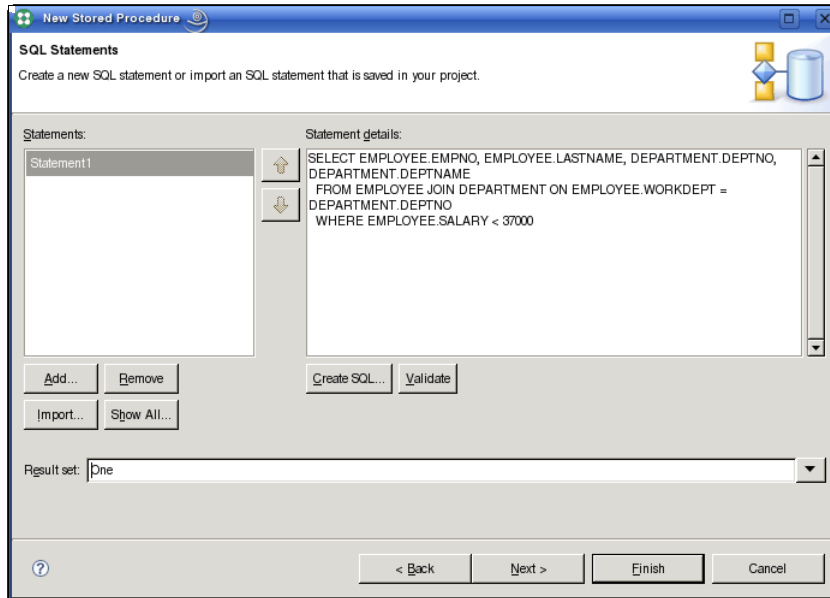 New Stored Procedure
SQL Statements
Create a new SQL statement or import an SQL statement that is saved in your project.
Statements:
Statement details:
Statement1
SELECT EMPLOYEE.EMPNO, EMPLOYEE.LASTNAME, DEPARTMENT.DEPTNO,
DEPARTMENT.DEPTNAME
FROM EMPLOYEE JOIN DEPARTMENT ON EMPLOYEE.WORKDEPT =
DEPARTMENT.DEPTNO
WHERE EMPLOYEE.SALARY < 37000
Add...
Remove
Create SQL...
Validate
Import...
Show All...
Result set:
One
?
< Back
Next >
Finish
Cancel